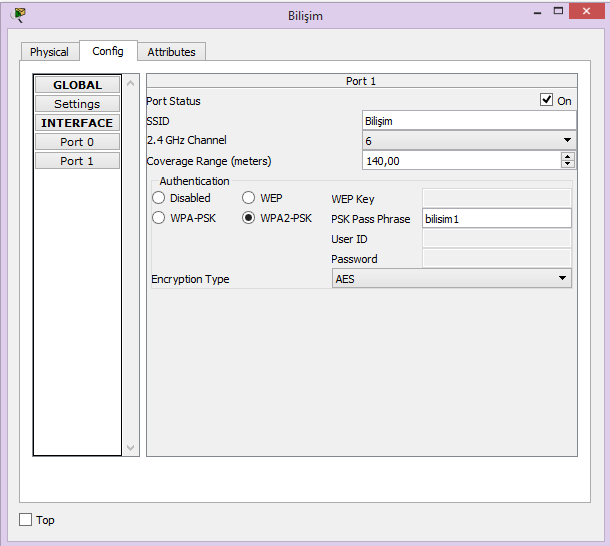 Bilişim
Physical Config Attributes
GLOBAL
Settings
INTERFACE
Port 0
Port 1
Port 1
Port Status On
SSID Bilişim
2.4 GHz Channel 6
Coverage Range (meters) 140,00
Authentication
Disabled WEP WEP Key
WPA-PSK WPA2-PSK PSK Pass Phrase bilisim1
User ID
Password
Encryption Type AES
Top